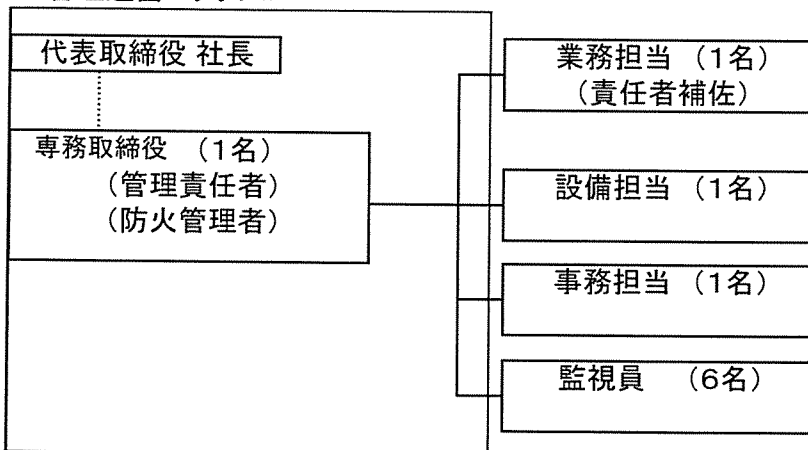 代表取締役 社長
専務取締役 （1名）
（管理責任者）
（防火管理者）
業務担当 （1名）
（責任者補佐）
設備担当 （1名）
事務担当 （1名）
監視員 （6名）